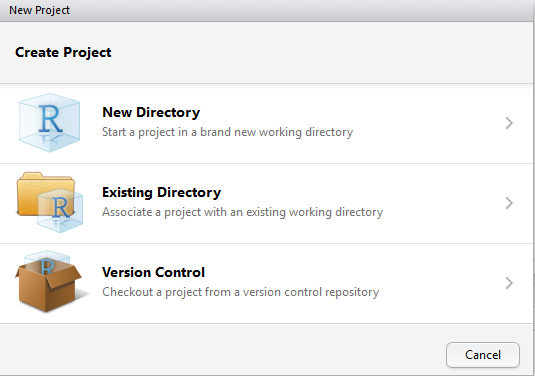 New Project
Create Project
R
New Directory
Start a project in a brand new working directory
R
Existing Directory
Associate a project with an existing working directory
R
Version Control
Checkout a project from a version control repository
Cancel